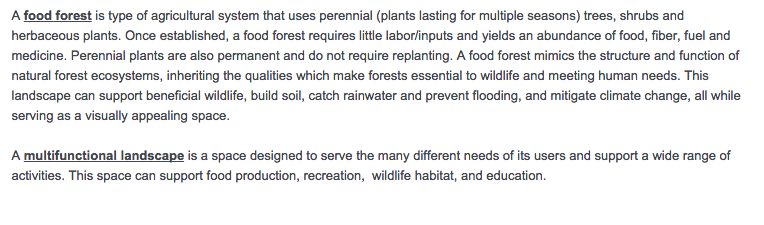 A food forest is type of agricultural system that uses perennial (plants lasting for multiple seasons) trees, shrubs and
herbaceous plants. Once established, a food forest requires little labor/inputs and yields an abundance of food, fiber, fuel and
medicine. Perennial plants are also permanent and do not require replanting. A food forest mimics the structure and function of
natural forest ecosystems, inheriting the qualities which make forests essential to wildlife and meeting human needs. This
landscape can support beneficial wildlife, build soil, catch rainwater and prevent flooding, and mitigate climate change, all while
serving as a visually appealing space.
A multifunctional landscape is a space designed to serve the many different needs of its users and support a wide range of
activities. This space can support food production, recreation,  wildlife habitat, and education.